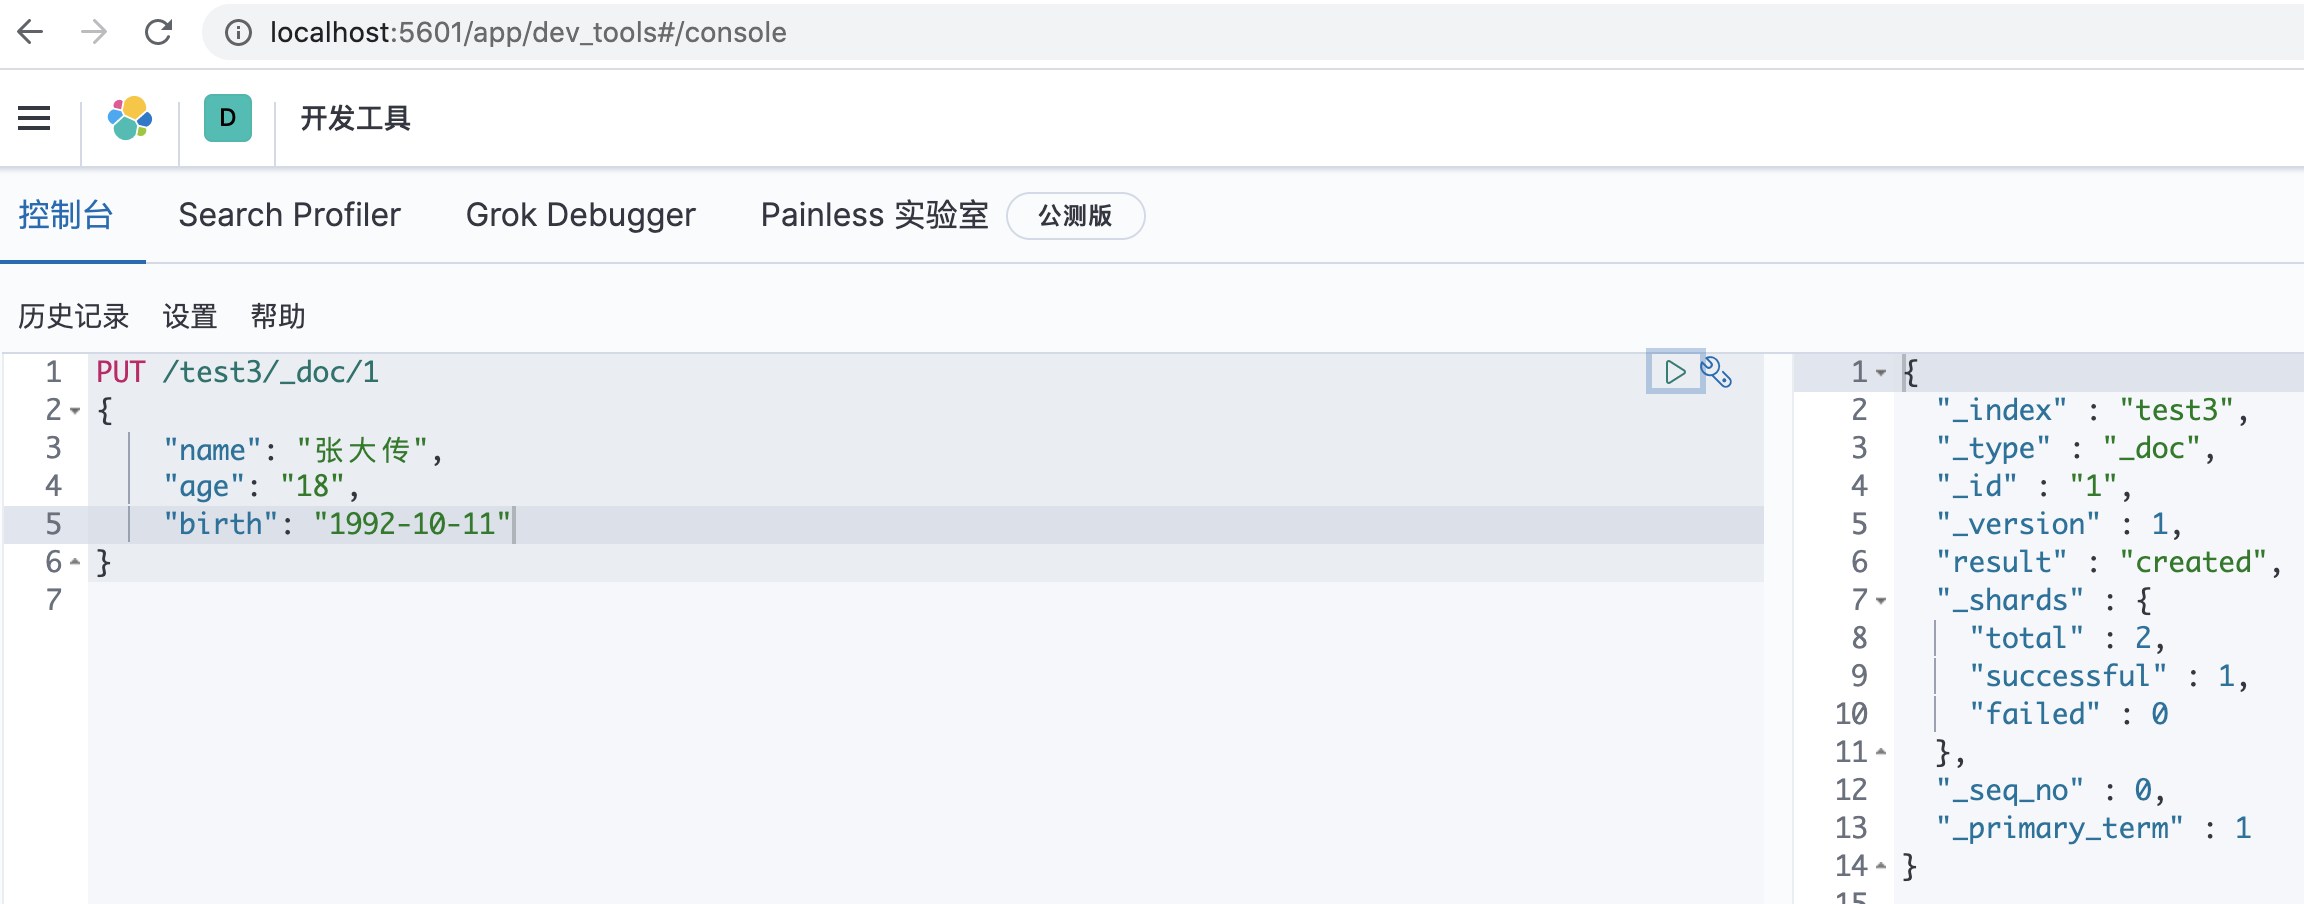 localhost:5601/app/dev_tools#/console
D 开发工具
控制台 Search Profiler Grok Debugger Painless 实验室 公测版
历史记录 设置 帮助
1 PUT /test3/_doc/1
2 {
3 "name": "张大传",
4 "age": "18",
5 "birth": "1992-10-11"
6 }
7
1 {
2 "_index" : "test3",
3 "_type" : "_doc",
4 "_id" : "1",
5 "_version" : 1,
6 "result" : "created",
7 "_shards" : {
8 "total" : 2,
9 "successful" : 1,
10 "failed" : 0
11 },
12 "_seq_no" : 0,
13 "_primary_term" : 1
14 }
15